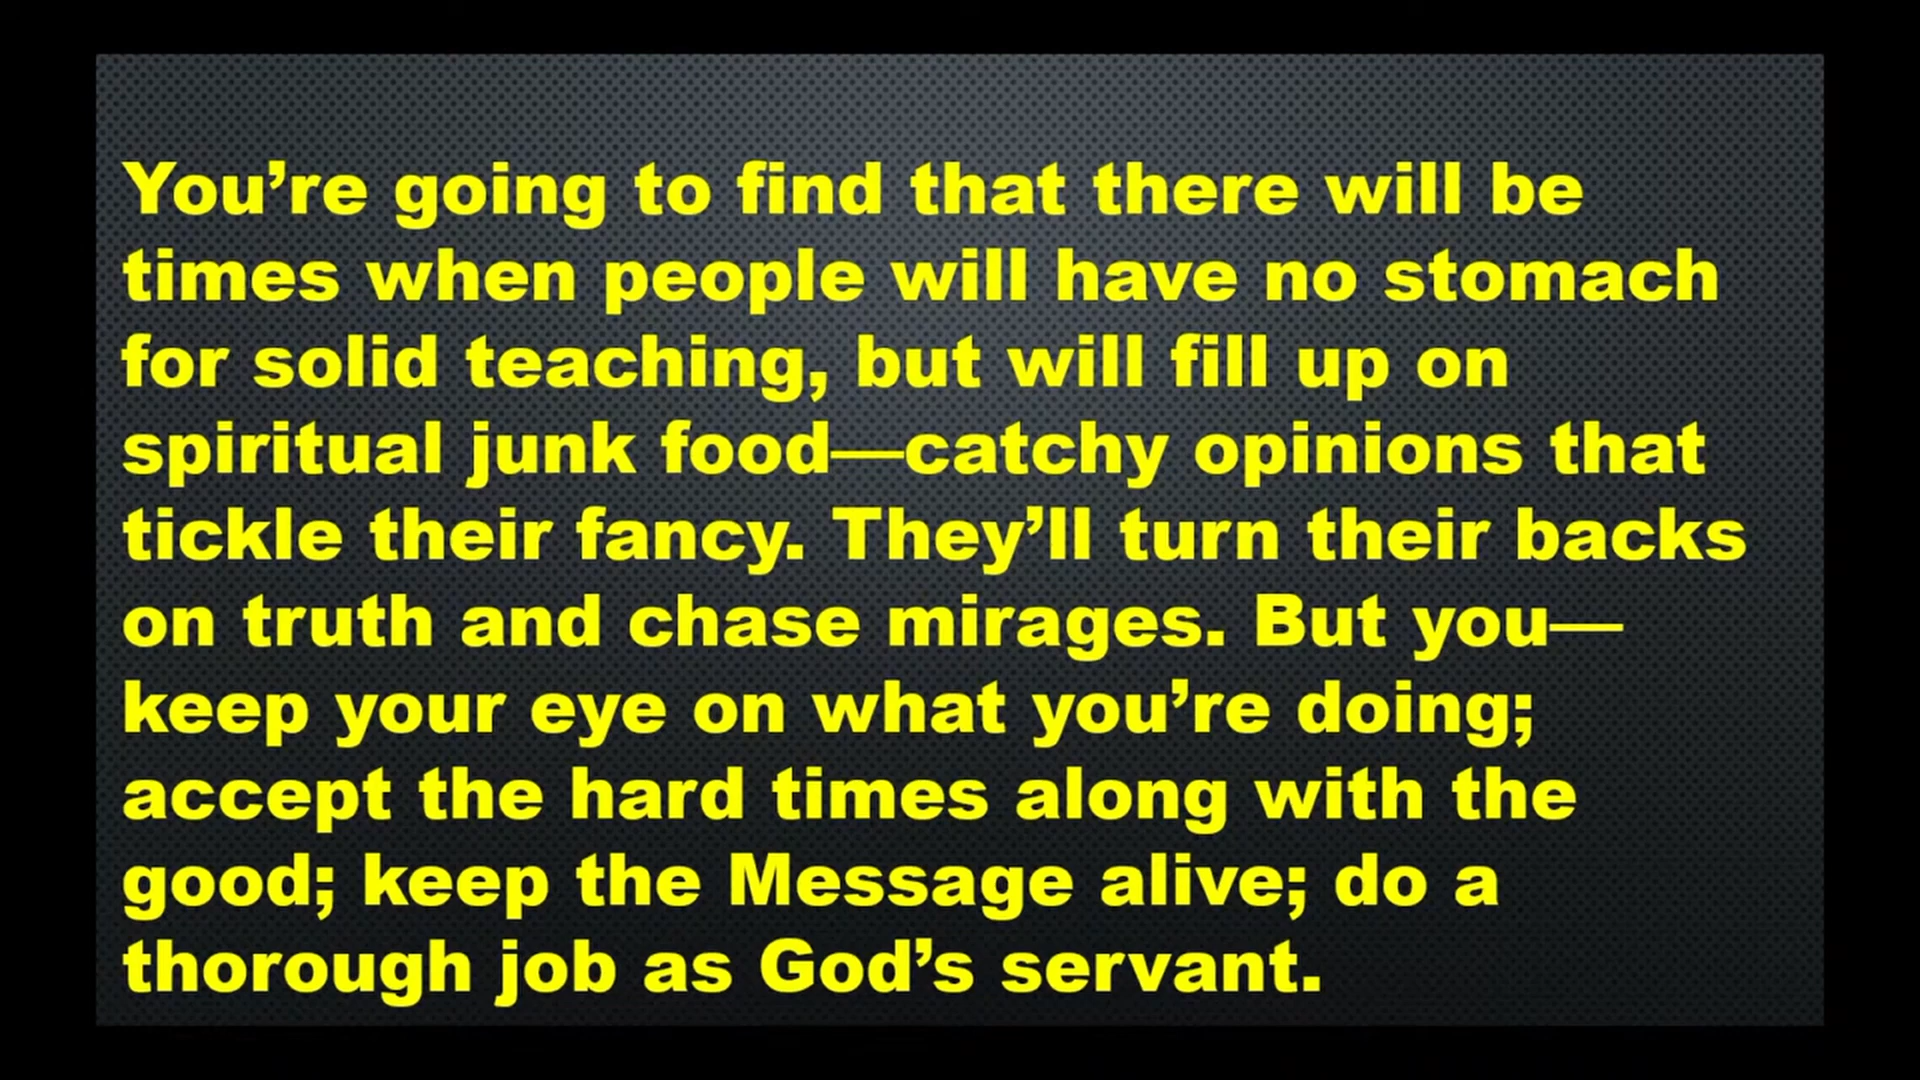 You’re going to find that there will be
times when people will have no stomach
for solid teaching, but will fill up on
spiritual junk food—catchy opinions that
tickle their fancy. They’ll turn their backs
on truth and chase mirages. But you—
keep your eye on what you’re doing;
accept the hard times along with the
good; keep the Message alive; do a
thorough job as God’s servant.